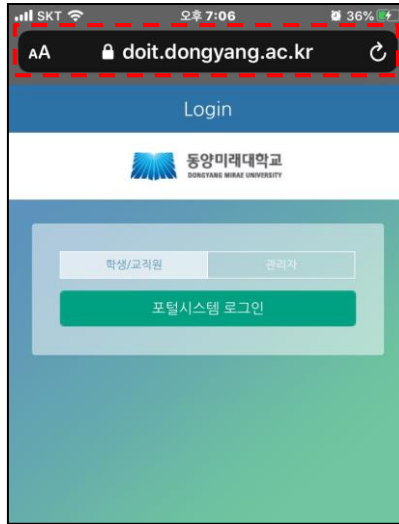 SKT 오후 7:06 36%
AA doit.dongyang.ac.kr
Login
동양미래대학교
DONGYANG MIRAE UNIVERSITY
학생/교직원 관리자
포털시스템 로그인